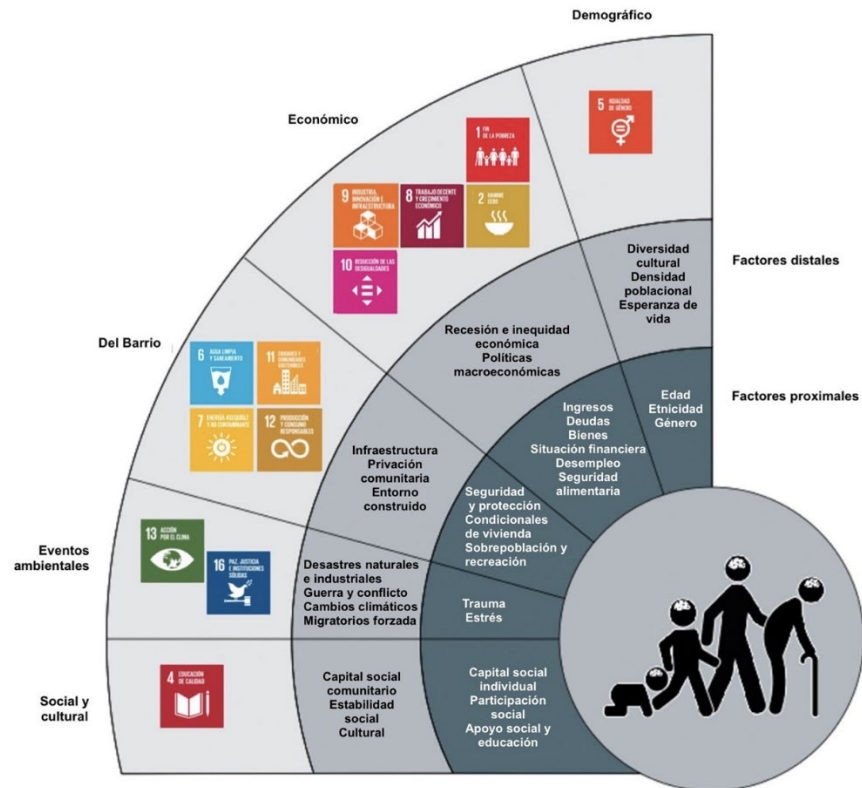 Demográfico
5 IGUALDAD
DE GÉNERO
Diversidad
cultural
Densidad
poblacional
Esperanza de
vida
Edad
Etnicidad
Género
Factores distales
Factores proximales
Económico
1 FIN
DE LA POBREZA
9 INDUSTRIA,
INNOVACIÓN E
INFRAESTRUCTURA
8 TRABAJO DECENTE
Y CRECIMIENTO
ECONÓMICO
2 HAMBRE
CERO
10 REDUCCIÓN DE LAS
DESIGUALDADES
Recesión e inequidad
económica
Políticas
macroeconómicas
Ingresos
Deudas
Bienes
Situación financiera
Desempleo
Seguridad
alimentaria
Del Barrio
6 AGUA LIMPIA
Y SANEAMIENTO
11 CIUDADES Y
COMUNIDADES
SOSTENIBLES
7 ENERGÍA ASEQUIBLE
Y NO CONTAMINANTE
12 PRODUCCIÓN
Y CONSUMO
RESPONSABLES
Infraestructura
Privación
comunitaria
Entorno
construido
Seguridad
y protección
Condicionales
de vivienda
Sobrepoblación y
recreación
Eventos
ambientales
13 ACCIÓN
POR EL CLIMA
16 PAZ, JUSTICIA
E INSTITUCIONES
SÓLIDAS
Desastres naturales
e industriales
Guerra y conflicto
Cambios climáticos
Migratorios forzada
Trauma
Estrés
Social y
cultural
4 EDUCACIÓN
DE CALIDAD
Capital social
comunitario
Estabilidad
social
Cultural
Capital social
individual
Participación
social
Apoyo social y
educación